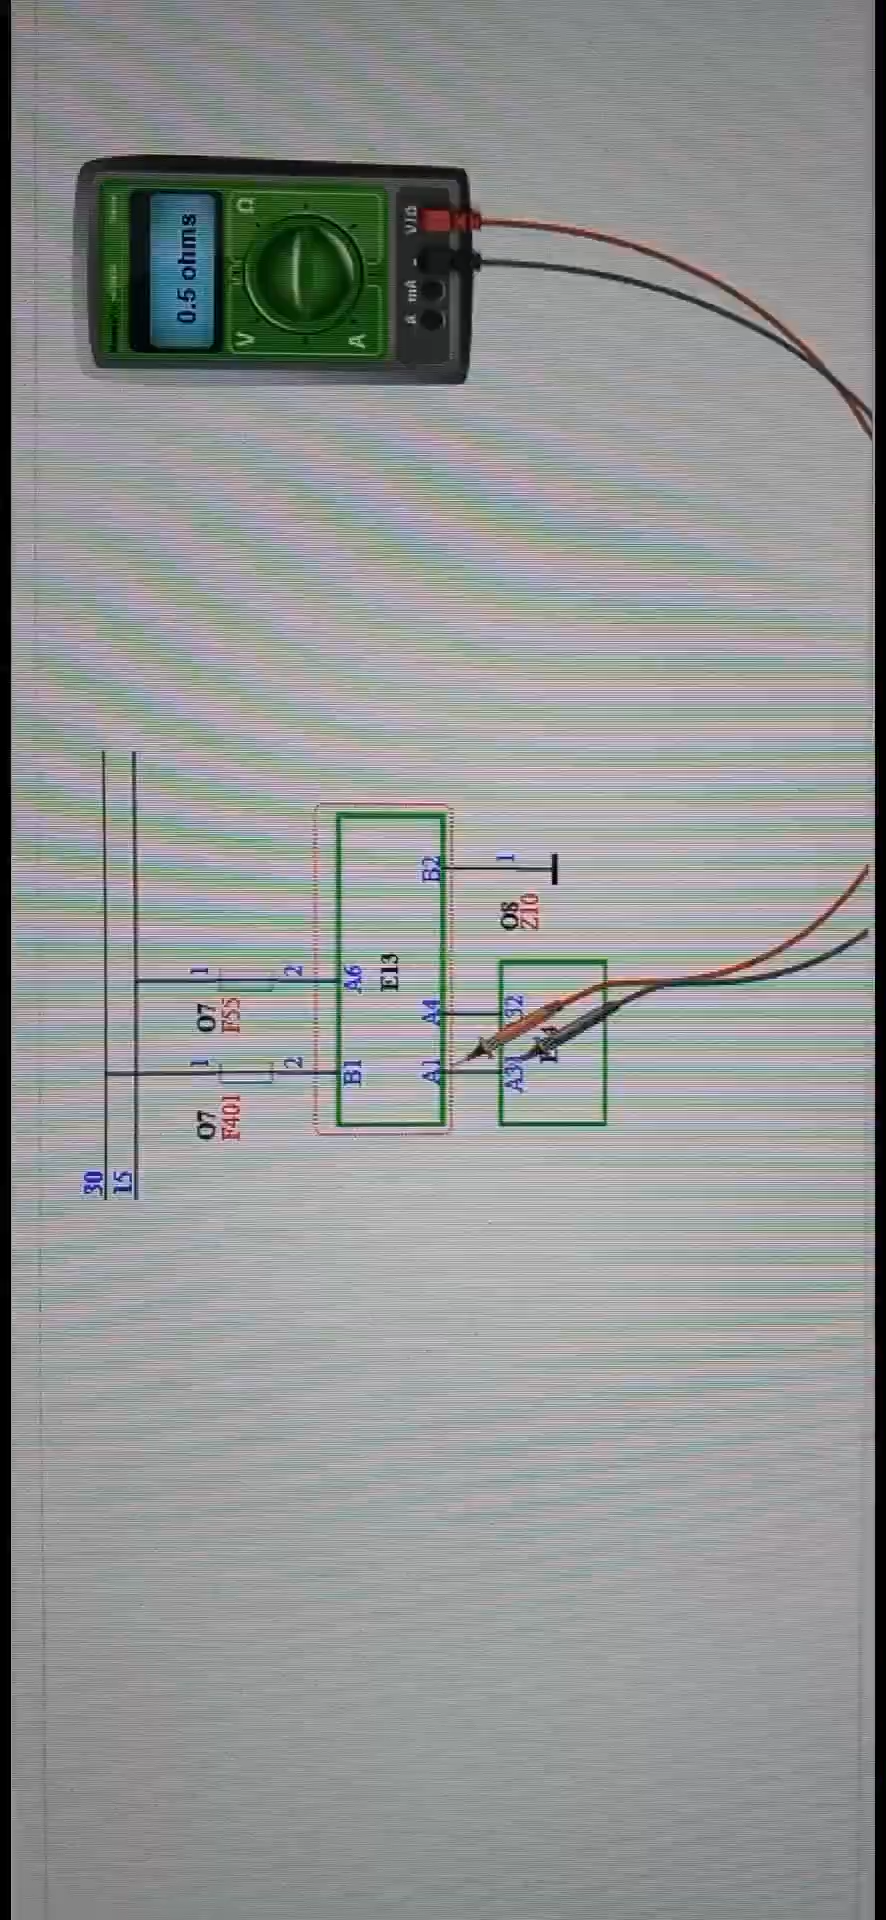 0.5 ohms
Ω
V
A
V/Ω
-
mA
A
30
15
O7
F401
1
2
O7
F55
1
2
B1
A6
E13
A1
A4
B2
1
O8
Z10
A31
32